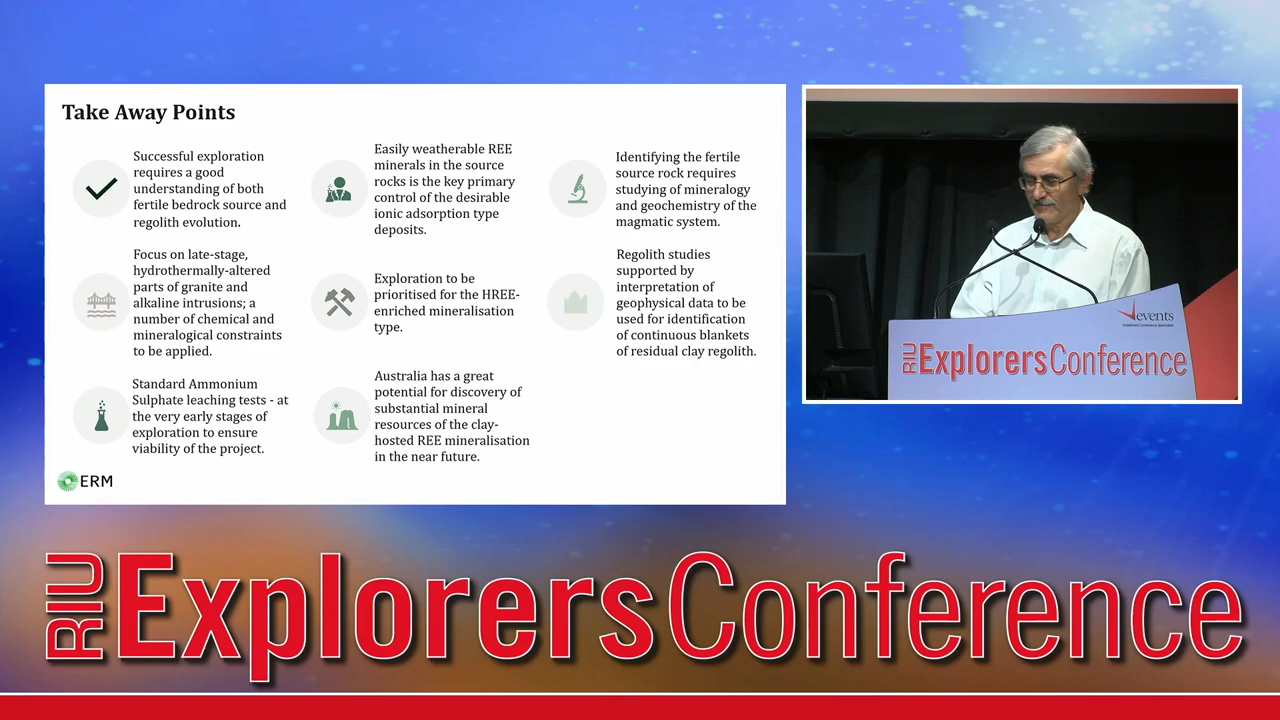 Take Away Points
Successful exploration
requires a good
understanding of both
fertile bedrock source and
regolith evolution.
Easily weatherable REE
minerals in the source
rocks is the key primary
control of the desirable
ionic adsorption type
deposits.
Identifying the fertile
source rock requires
studying of mineralogy
and geochemistry of the
magmatic system.
Focus on late-stage,
hydrothermally-altered
parts of granite and
alkaline intrusions; a
number of chemical and
mineralogical constraints
to be applied.
Exploration to be
prioritised for the HREE-
enriched mineralisation
type.
Regolith studies
supported by
interpretation of
geophysical data to be
used for identification
of continuous blankets
of residual clay regolith.
Standard Ammonium
Sulphate leaching tests - at
the very early stages of
exploration to ensure
viability of the project.
Australia has a great
potential for discovery of
substantial mineral
resources of the clay-
hosted REE mineralisation
in the near future.
ERM
events
RIU ExplorersConference
RIU ExplorersConference